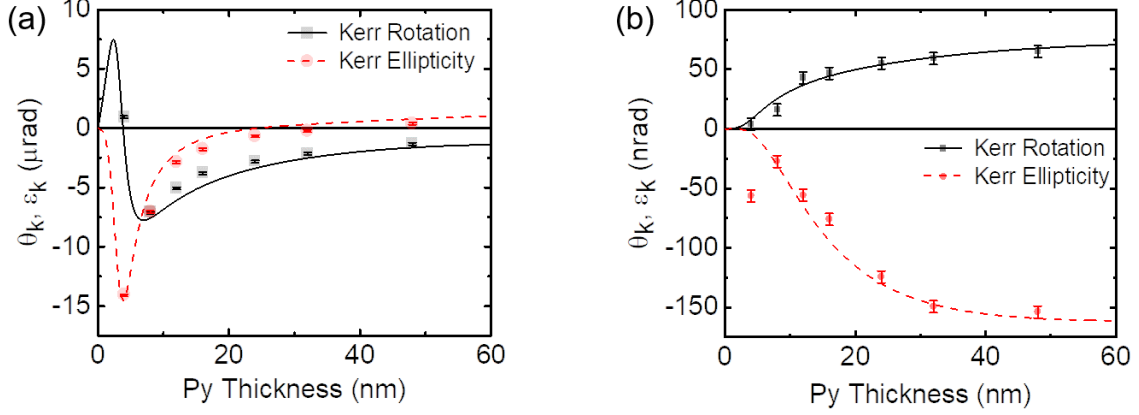 (a)
10
5
0
-5
-10
-15
θk, εk (μrad)
Kerr Rotation
Kerr Ellipticity
0 20 40 60
Py Thickness (nm)
(b)
100
50
0
-50
-100
-150
θk, εk (nrad)
Kerr Rotation
Kerr Ellipticity
0 20 40 60
Py Thickness (nm)